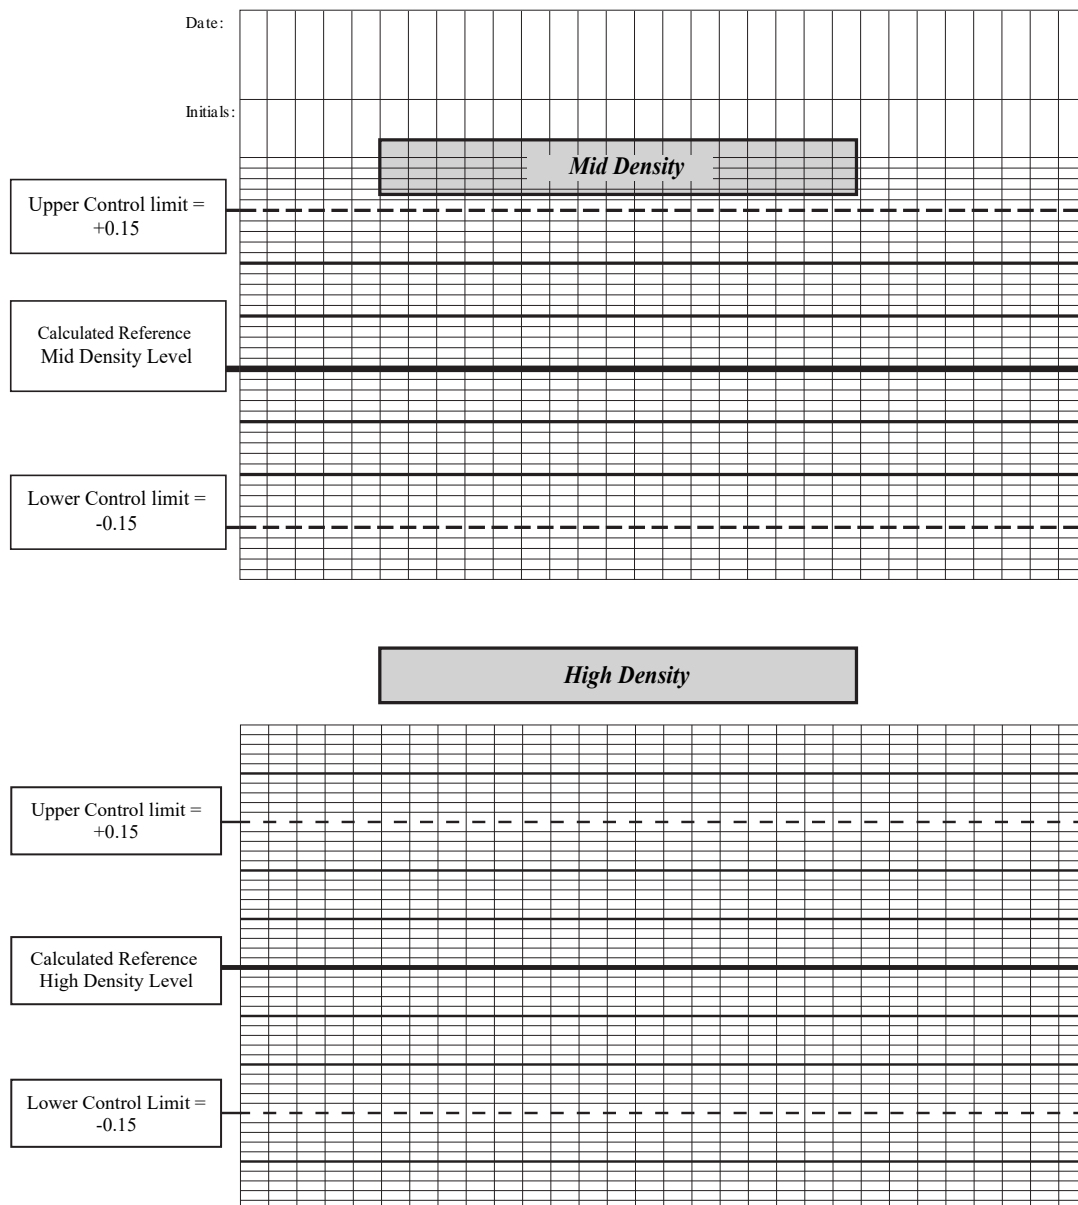 Date:
Initials:
Mid Density
Upper Control limit =
+0.15
Calculated Reference
Mid Density Level
Lower Control limit =
-0.15
High Density
Upper Control limit =
+0.15
Calculated Reference
High Density Level
Lower Control Limit =
-0.15